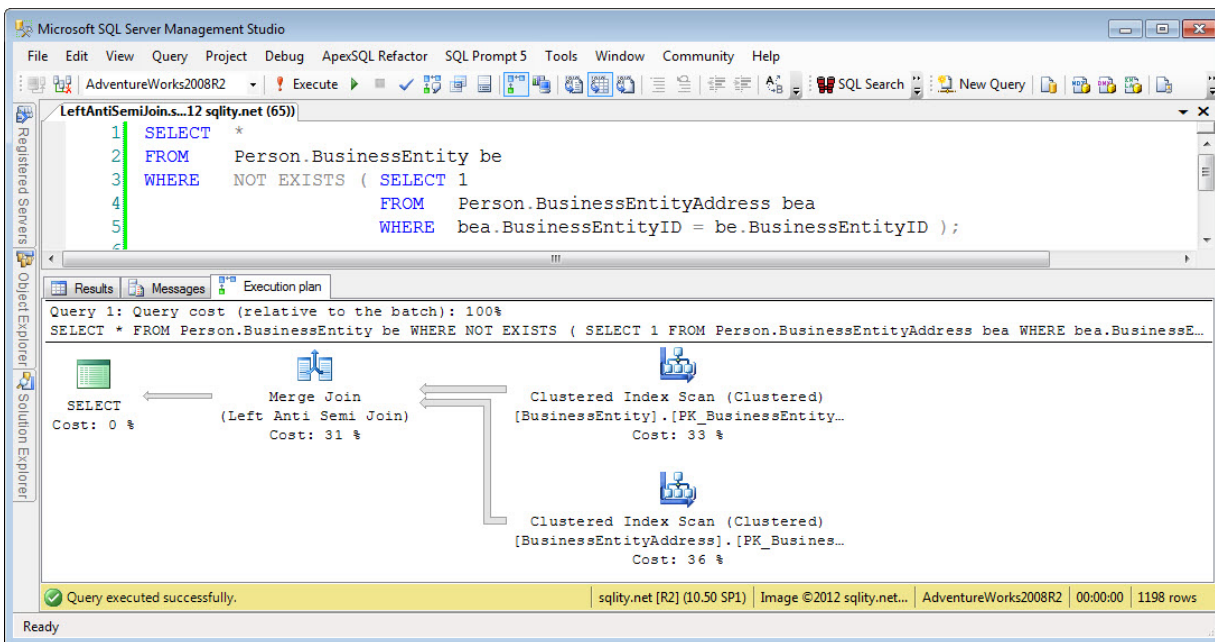 Microsoft SQL Server Management Studio
File Edit View Query Project Debug ApexSQL Refactor SQL Prompt 5 Tools Window Community Help
AdventureWorks2008R2 Execute SQL Search New Query
LeftAntiSemiJoin.s...12 sqlity.net (65))
1 SELECT *
2 FROM Person.BusinessEntity be
3 WHERE NOT EXISTS ( SELECT 1
4 FROM Person.BusinessEntityAddress bea
5 WHERE bea.BusinessEntityID = be.BusinessEntityID );
Registered Servers
Object Explorer
Solution Explorer
Results Messages Execution plan
Query 1: Query cost (relative to the batch): 100%
SELECT * FROM Person.BusinessEntity be WHERE NOT EXISTS ( SELECT 1 FROM Person.BusinessEntityAddress bea WHERE bea.BusinessE...
SELECT
Cost: 0 %
Merge Join
(Left Anti Semi Join)
Cost: 31 %
Clustered Index Scan (Clustered)
[BusinessEntity].[PK_BusinessEntity...
Cost: 33 %
Clustered Index Scan (Clustered)
[BusinessEntityAddress].[PK_Busines...
Cost: 36 %
Query executed successfully. sqlity.net [R2] (10.50 SP1) Image ©2012 sqlity.net... AdventureWorks2008R2 00:00:00 1198 rows
Ready